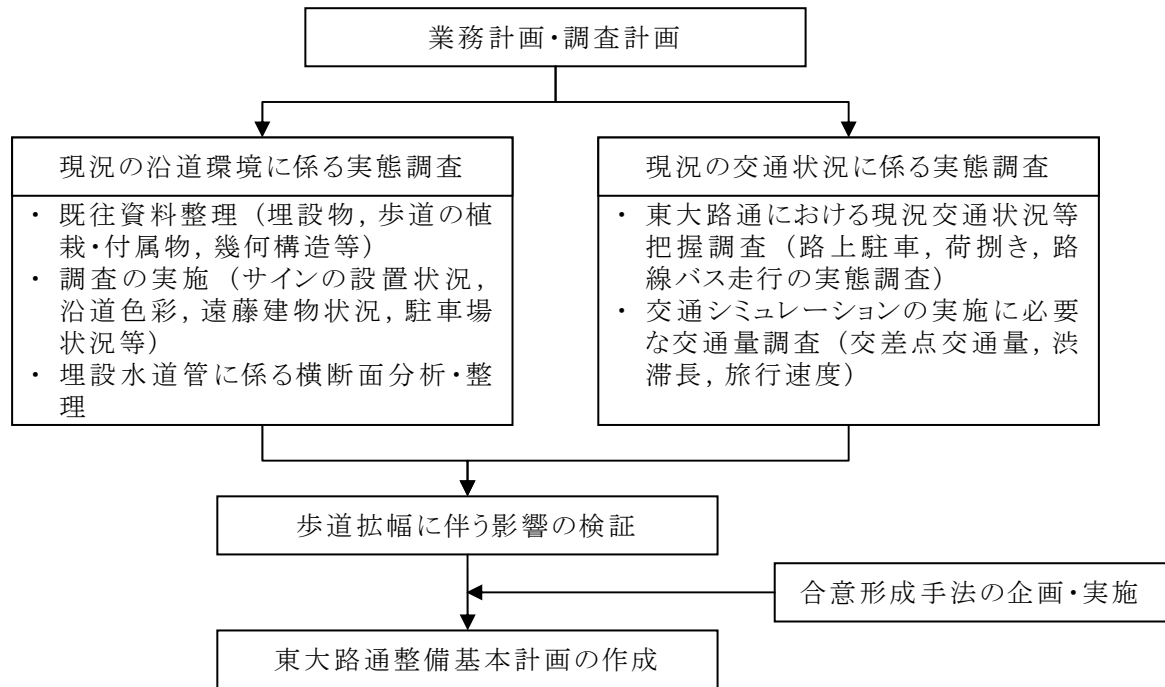 業務計画・調査計画
現況の沿道環境に係る実態調査
・ 既往資料整理（埋設物，歩道の植
栽・付属物，幾何構造等）
・ 調査の実施（サインの設置状況，
沿道色彩，遠藤建物状況，駐車場
状況等）
・ 埋設水道管に係る横断面分析・整
理
現況の交通状況に係る実態調査
・ 東大路通における現況交通状況等
把握調査（路上駐車，荷捌き，路
線バス走行の実態調査）
・ 交通シミュレーションの実施に必要
な交通量調査（交差点交通量，渋
滞長，旅行速度）
歩道拡幅に伴う影響の検証
合意形成手法の企画・実施
東大路通整備基本計画の作成